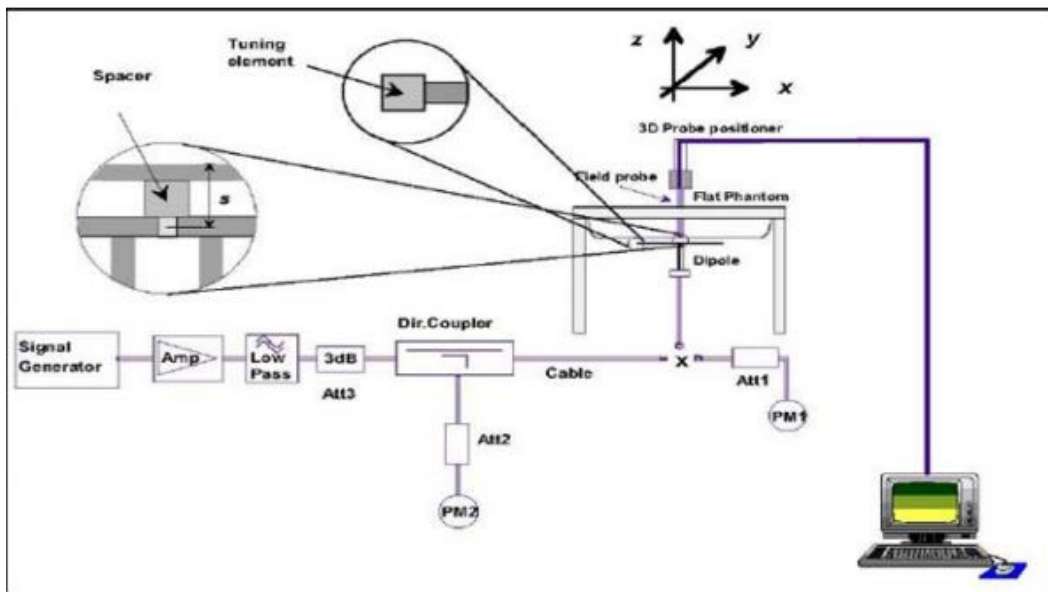 Tuning
element
Spacer
s
z
y
x
3D Probe positioner
Field probe
Flat Phantom
Dipole
Signal
Generator
Amp
Low
Pass
3dB
Att3
Dir.Coupler
Cable
X
Att1
PM1
Att2
PM2